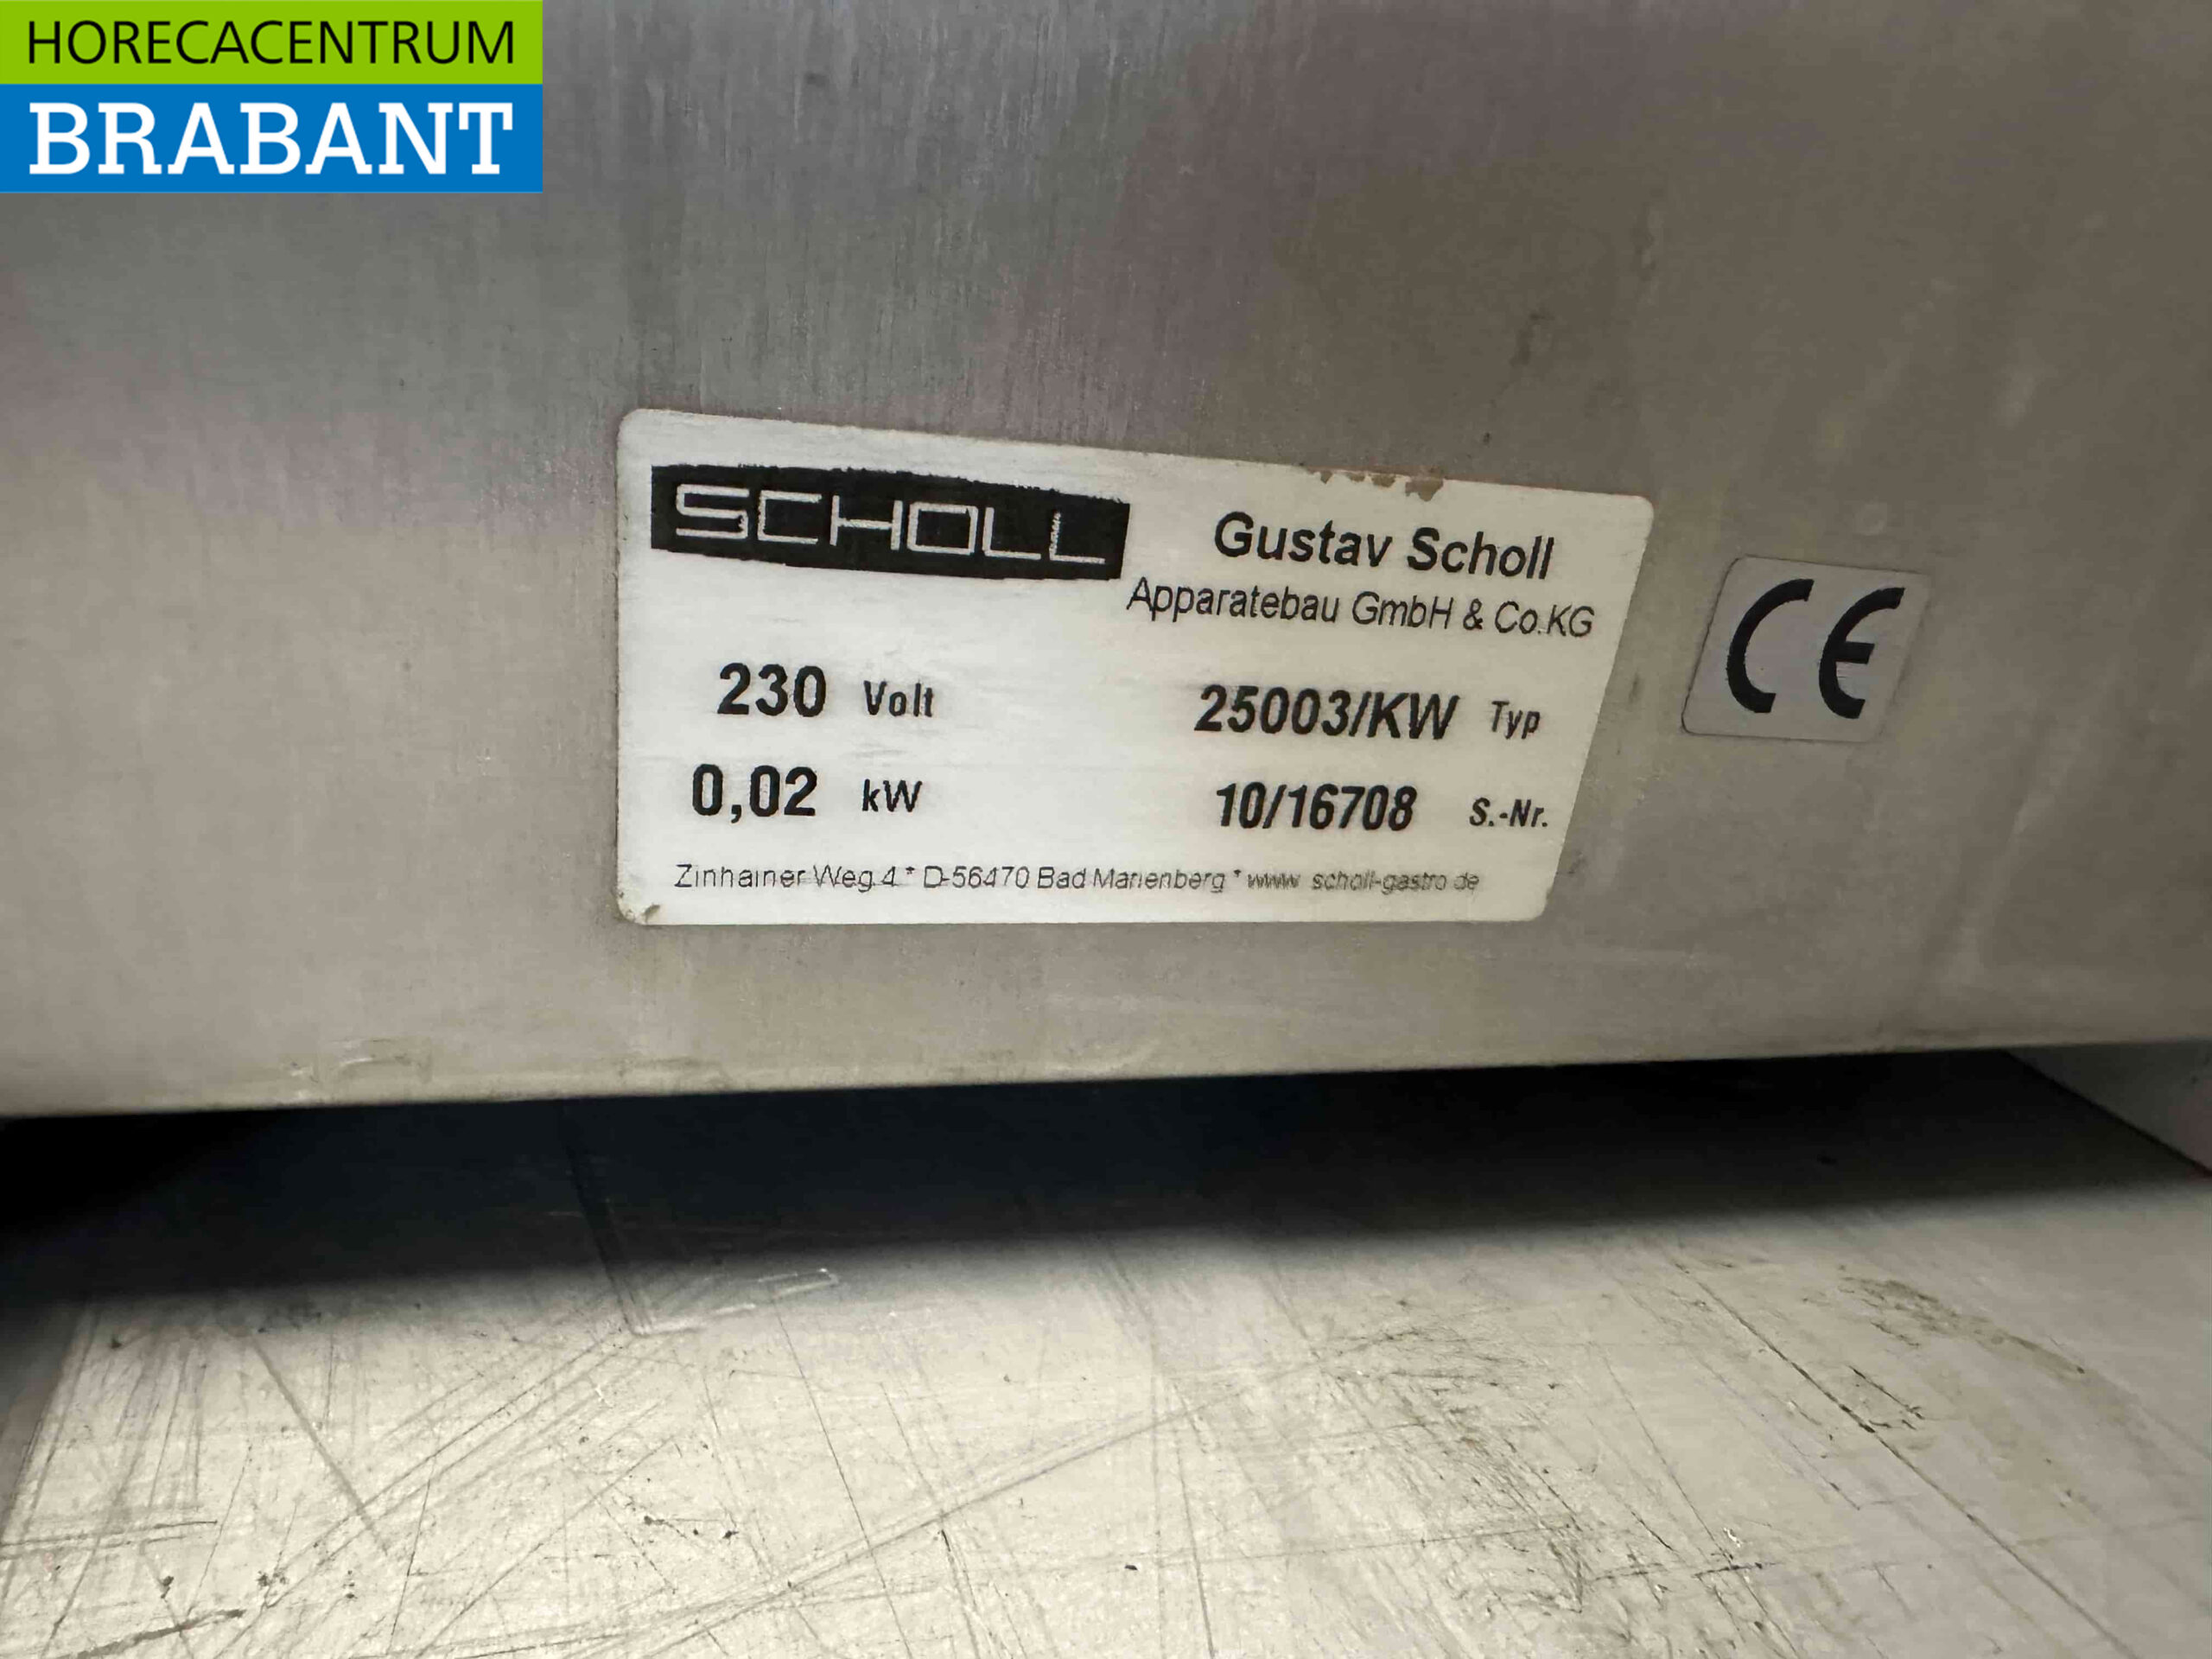 HORECACENTRUM
BRABANT
SCHOLL
Gustav Scholl
Apparatebau GmbH & Co.KG
230 Volt 25003/KW Typ
0,02 kW 10/16708 S.-Nr.
Zinhainer Weg 4 * D-56470 Bad Marienberg * www.scholl-gastro.de
CE